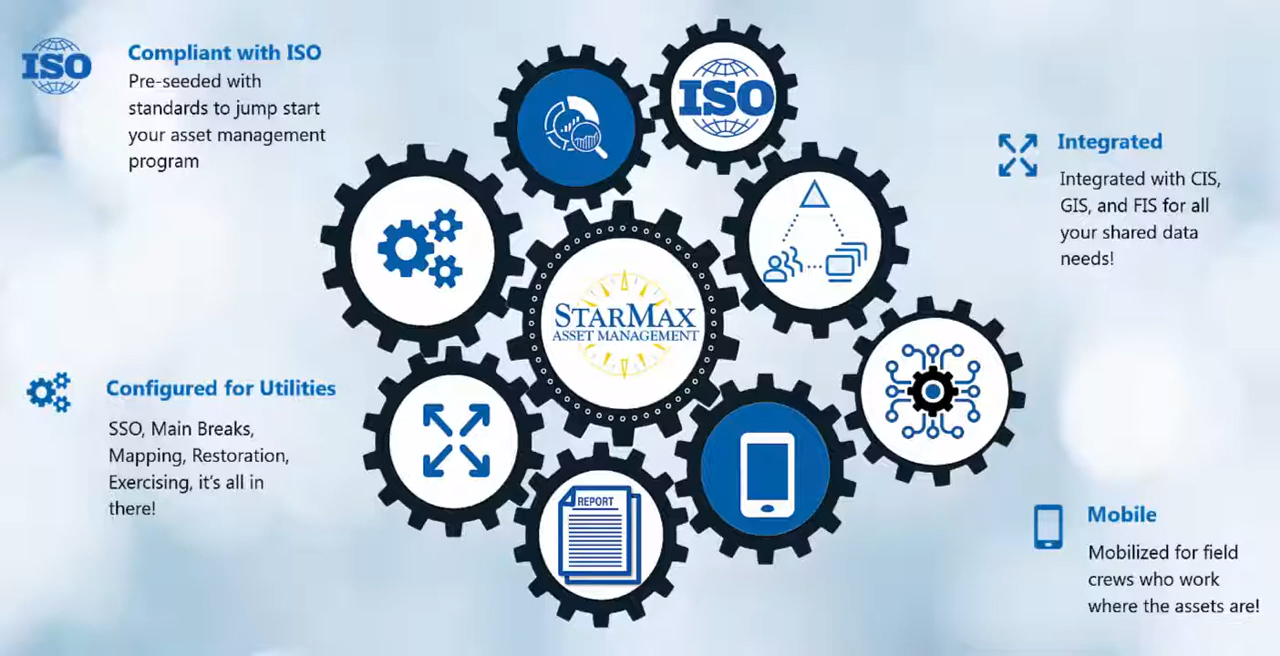 ISO
Compliant with ISO
Pre-seeded with
standards to jump start
your asset management
program
ISO
Integrated
Integrated with CIS,
GIS, and FIS for all
your shared data
needs!
STARMAX
ASSET MANAGEMENT
Configured for Utilities
SSO, Main Breaks,
Mapping, Restoration,
Exercising, it's all in
there!
REPORT
Mobile
Mobilized for field
crews who work
where the assets are!